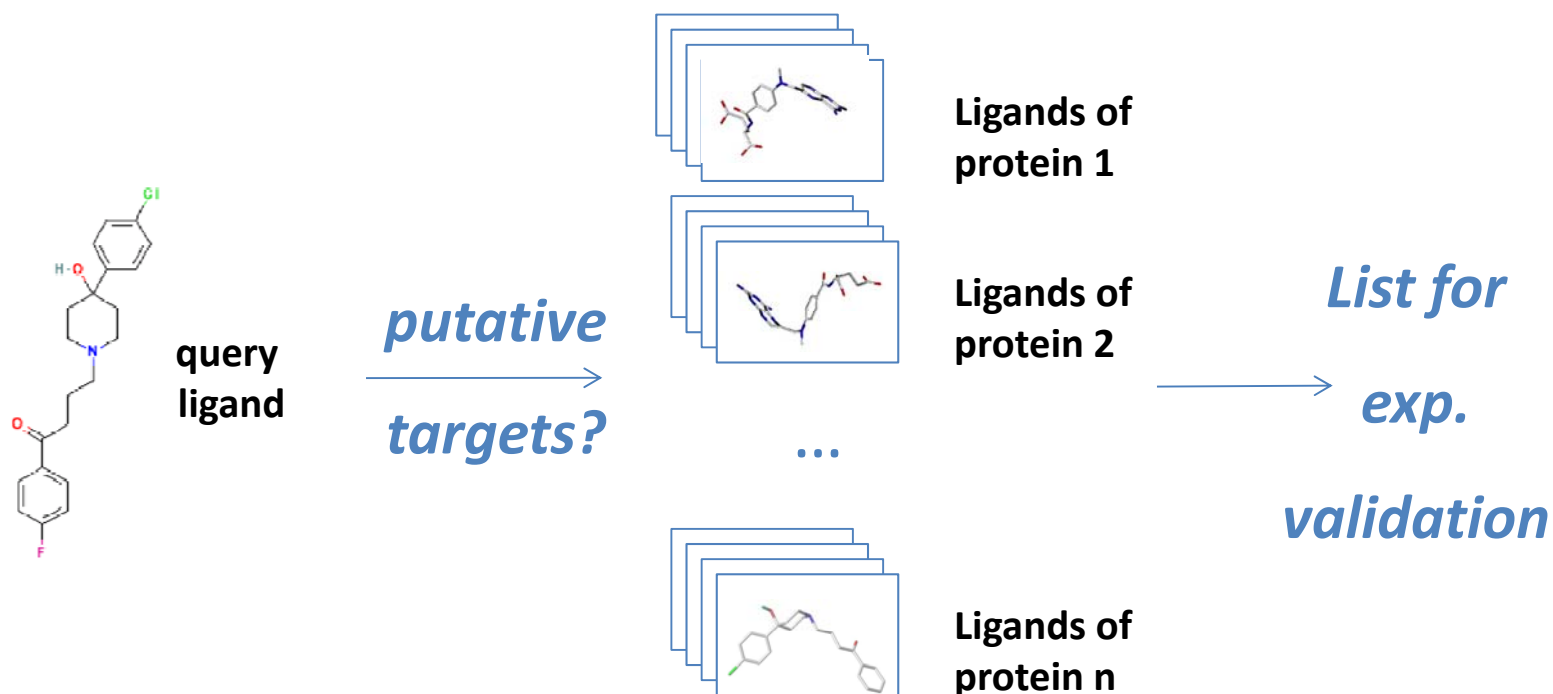 Cl
H-O
N
O
F
query
ligand
putative
targets?
Ligands of
protein 1
Ligands of
protein 2
...
Ligands of
protein n
List for
exp.
validation